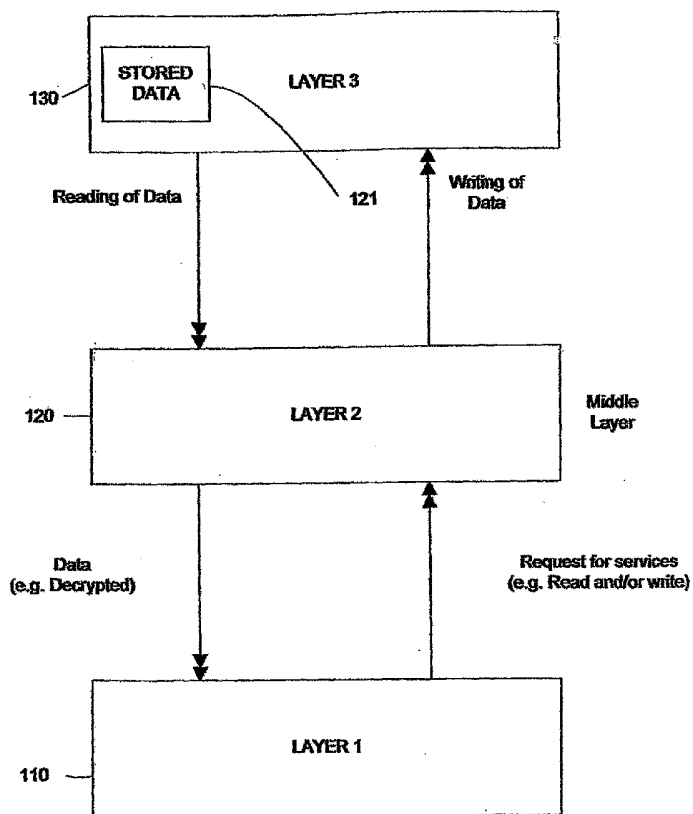 STORED
DATA
LAYER 3
130
Reading of Data
121
Writing of
Data
120
LAYER 2
Middle
Layer
Data
(e.g. Decrypted)
Request for services
(e.g. Read and/or write)
LAYER 1
110